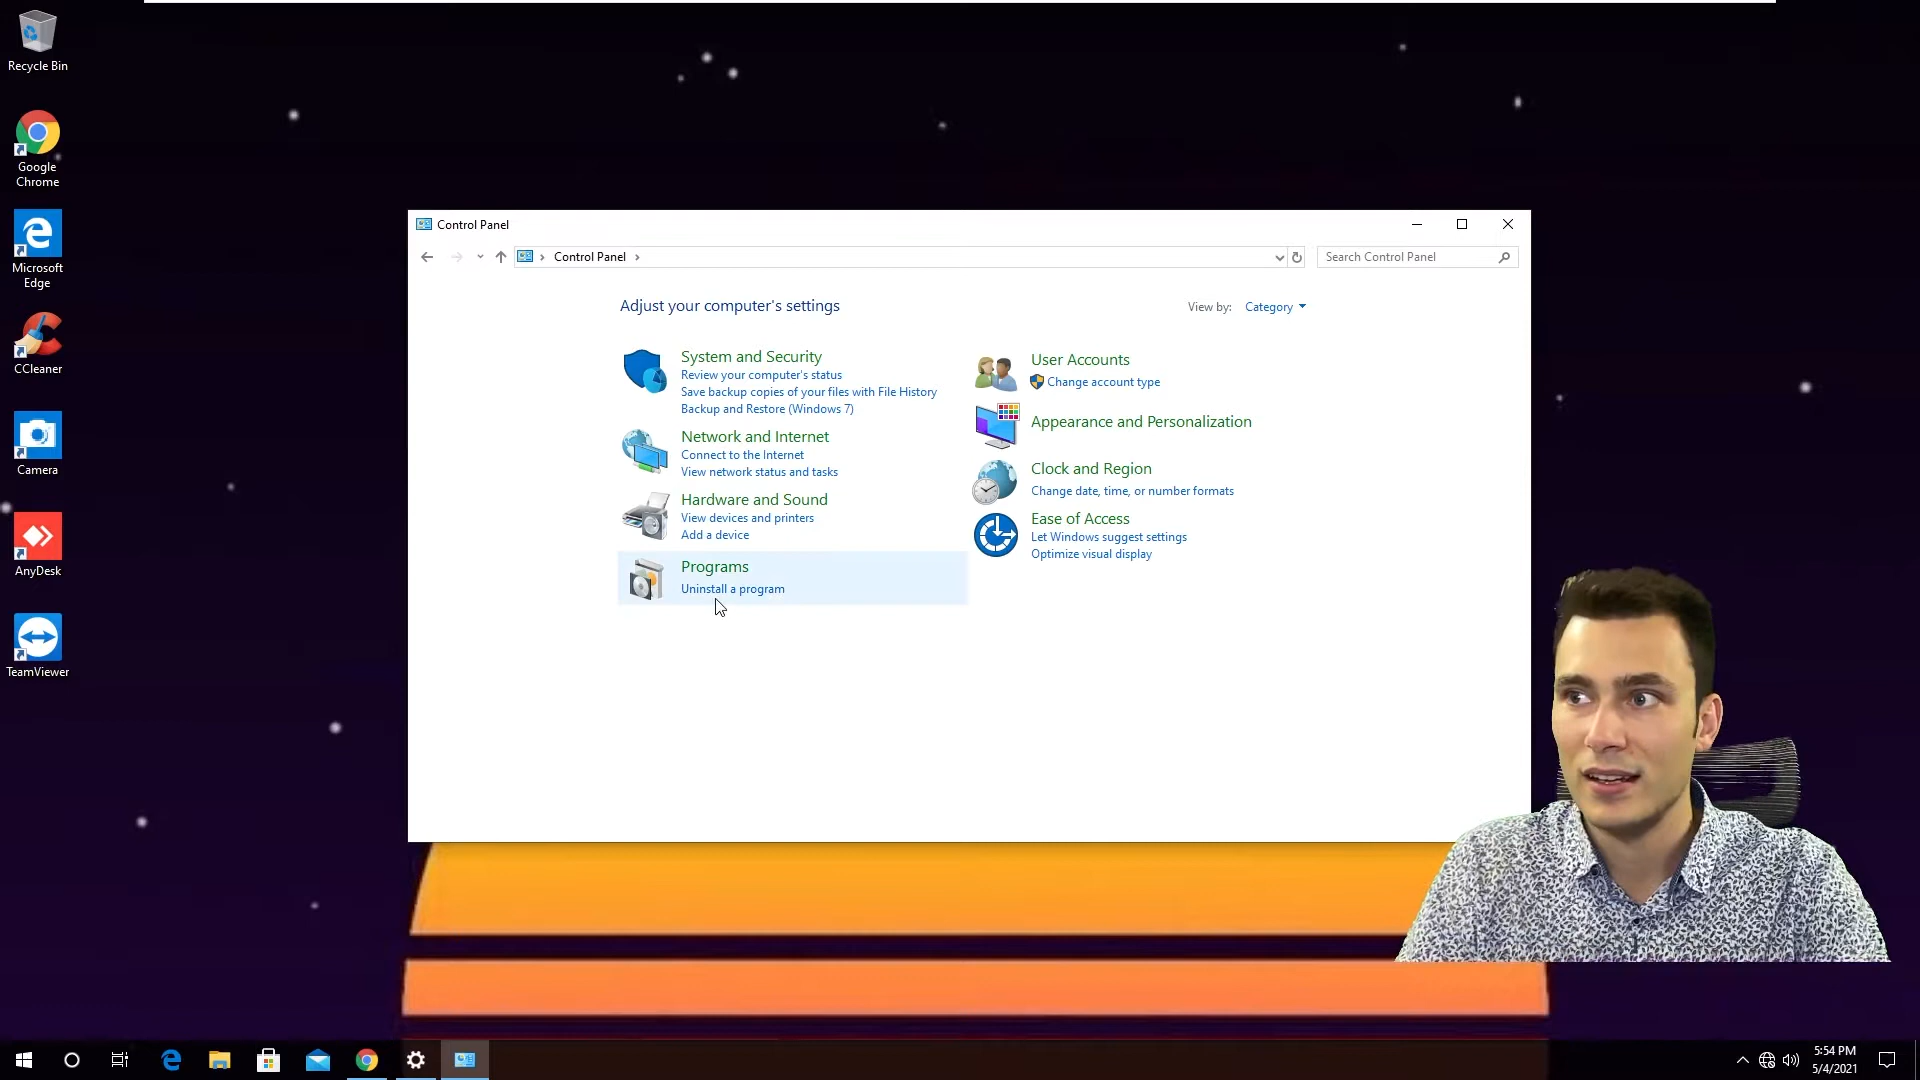 Recycle Bin
Google
Chrome
Microsoft
Edge
CCleaner
Camera
AnyDesk
TeamViewer
Control Panel
Control Panel
Search Control Panel
Adjust your computer's settings
View by: Category
System and Security
Review your computer's status
Save backup copies of your files with File History
Backup and Restore (Windows 7)
Network and Internet
Connect to the Internet
View network status and tasks
Hardware and Sound
View devices and printers
Add a device
Programs
Uninstall a program
User Accounts
Change account type
Appearance and Personalization
Clock and Region
Change date, time, or number formats
Ease of Access
Let Windows suggest settings
Optimize visual display
5:54 PM
5/4/2021